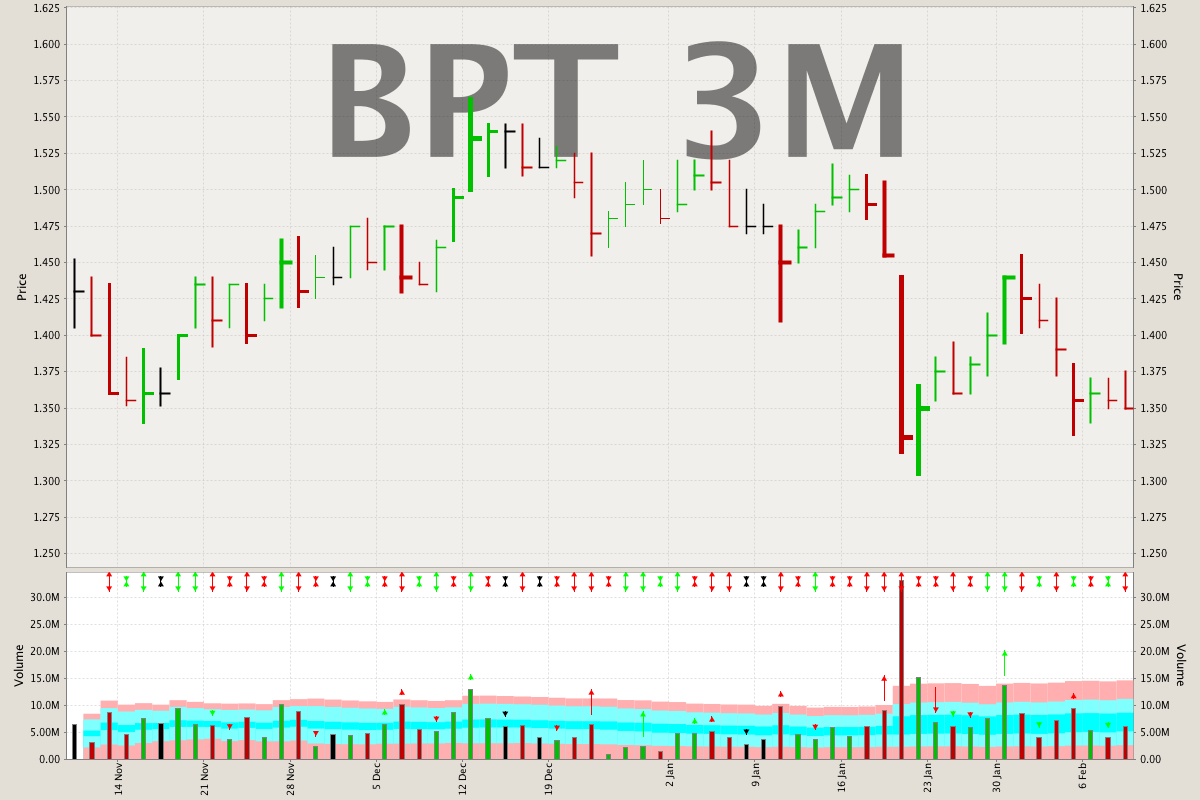 BPT 3M
1.625
1.600
1.575
1.550
1.525
1.500
1.475
1.450
1.425
1.400
1.375
1.350
1.325
1.300
1.275
1.250
Price
1.625
1.600
1.575
1.550
1.525
1.500
1.475
1.450
1.425
1.400
1.375
1.350
1.325
1.300
1.275
1.250
Price
30.0M
25.0M
20.0M
15.0M
10.0M
5.00M
0.00
Volume
30.0M
25.0M
20.0M
15.0M
10.0M
5.00M
0.00
Volume
14 Nov
21 Nov
28 Nov
5 Dec
12 Dec
19 Dec
2 Jan
9 Jan
16 Jan
23 Jan
30 Jan
6 Feb